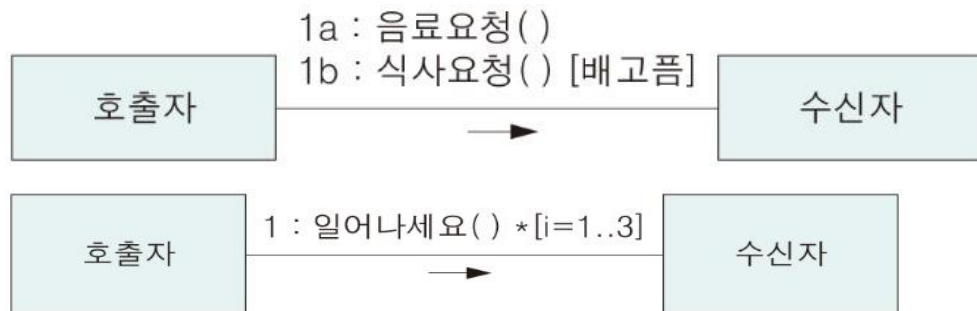 1a : 음료요청( )
1b : 식사요청( ) [배고픔]
호출자
수신자
1 : 일어나세요( ) *[i=1..3]
호출자
수신자